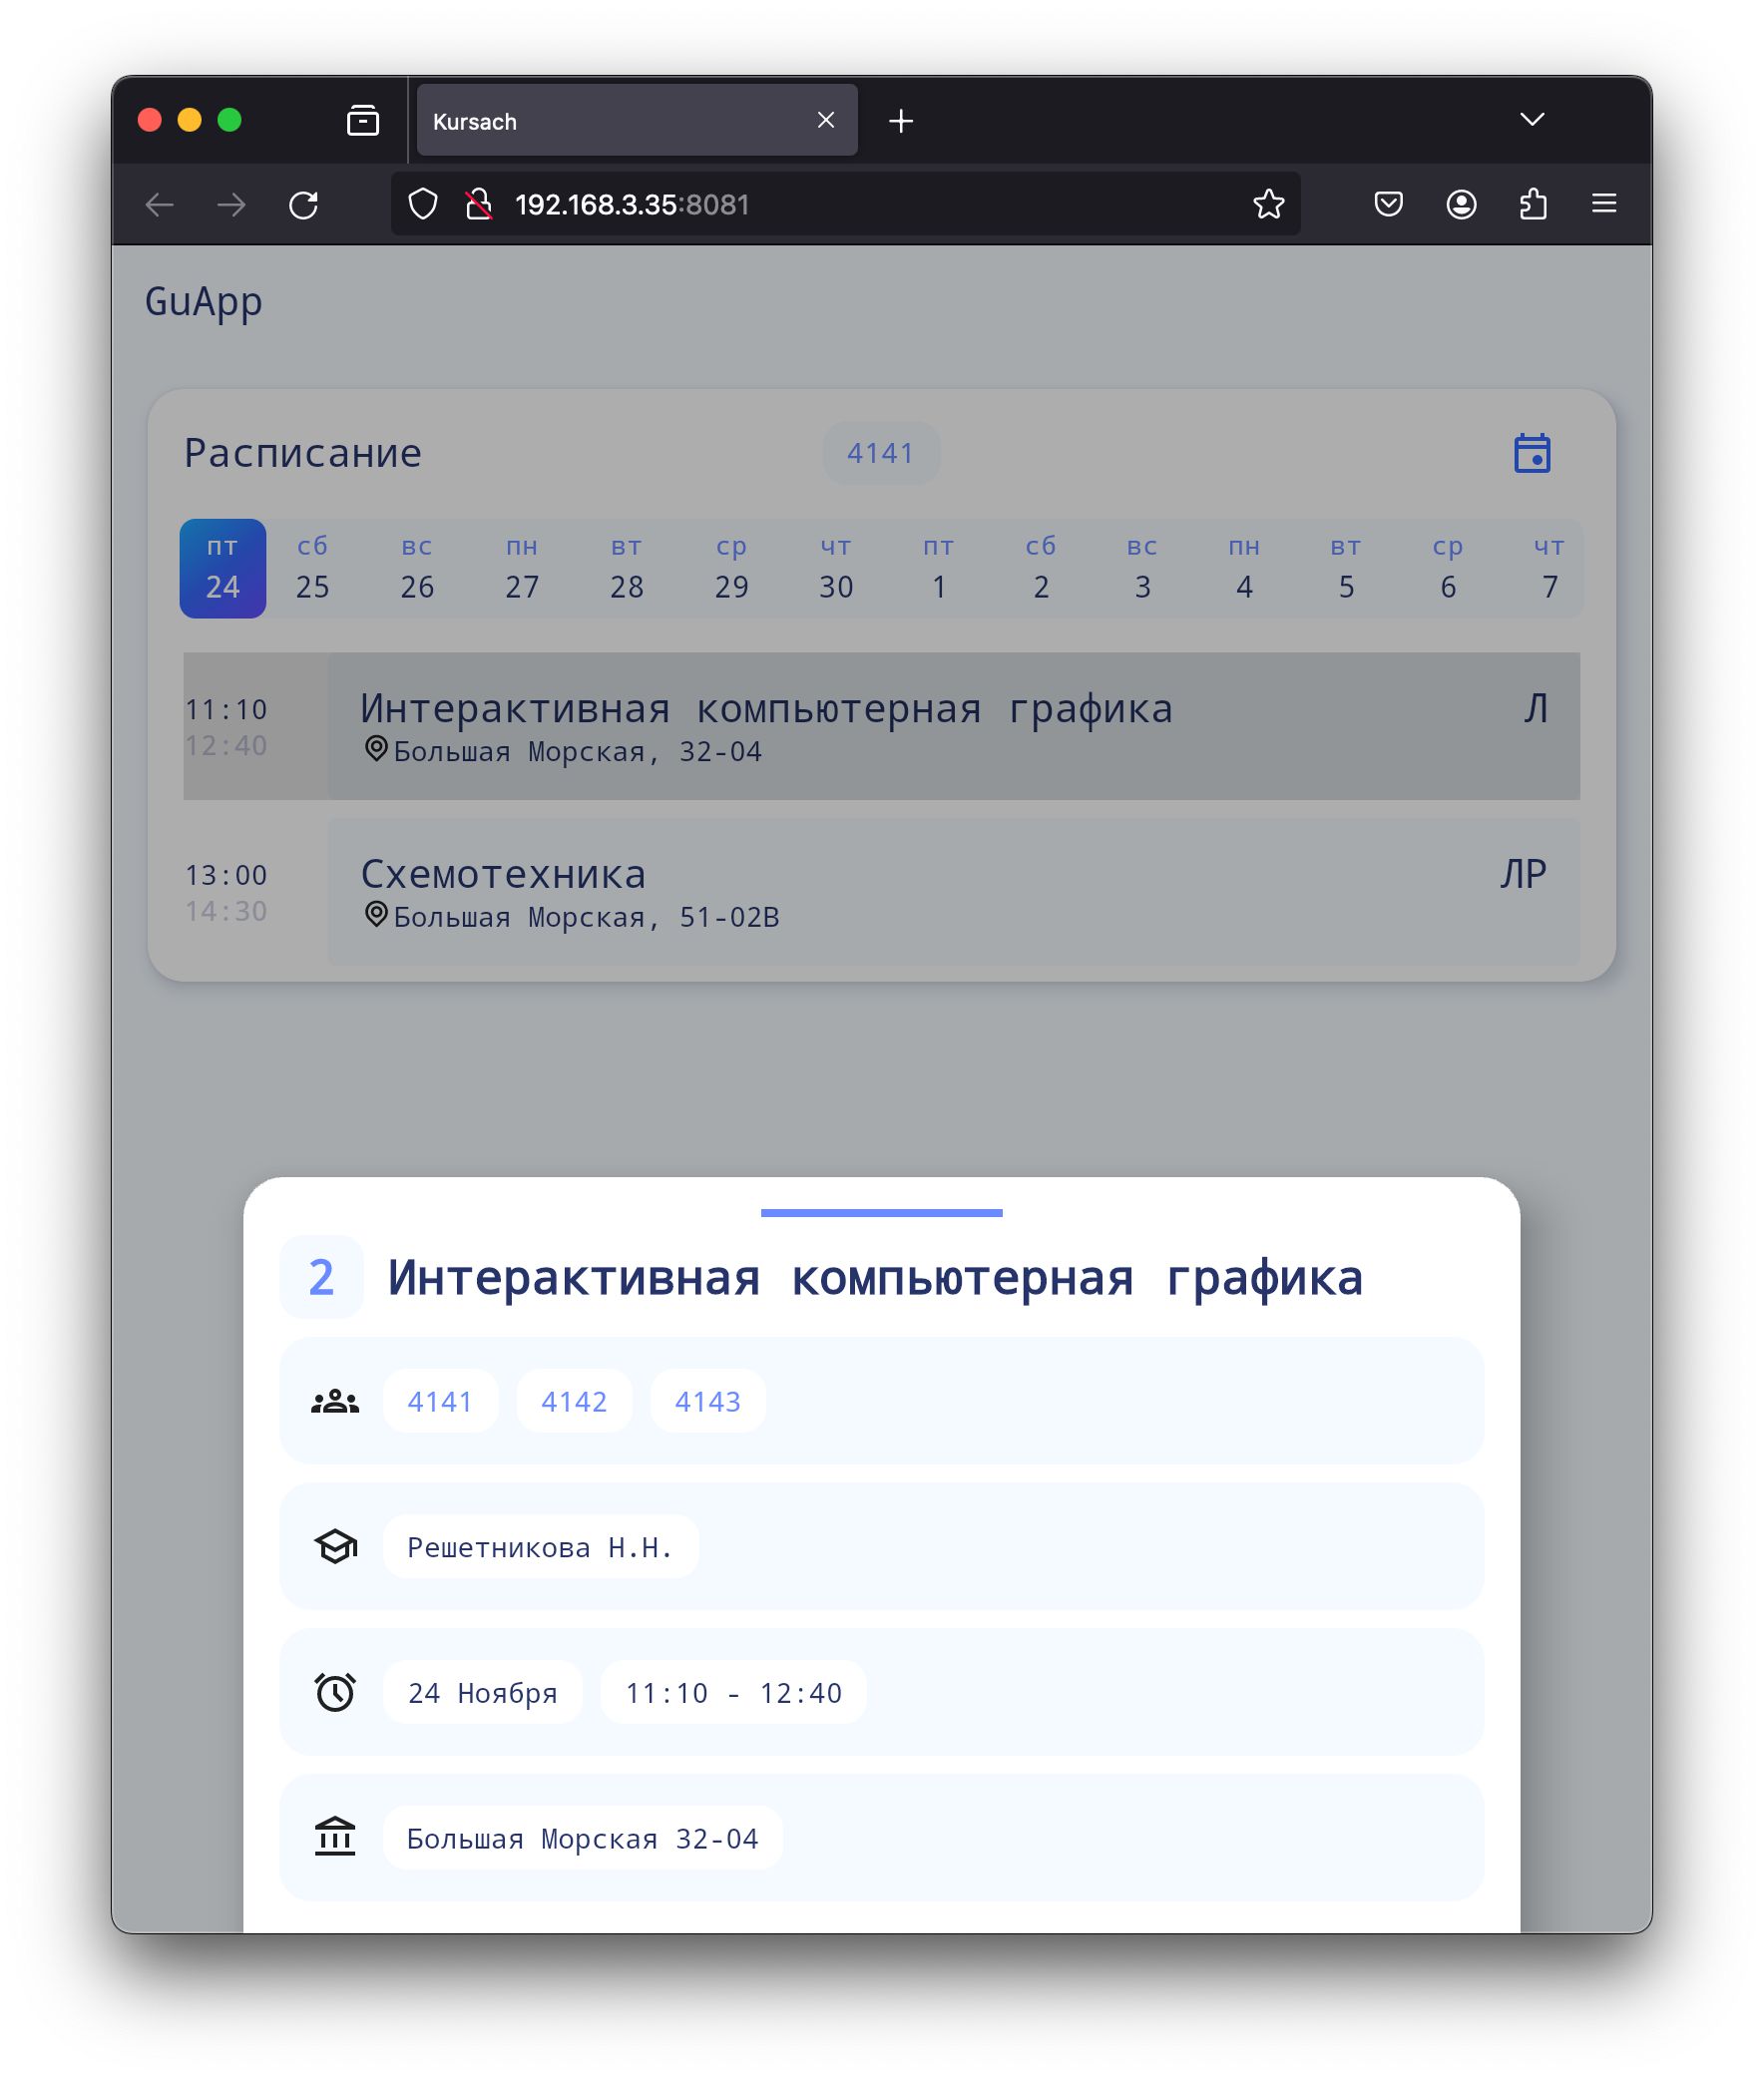 Kursach
192.168.3.35:8081
GuApp
Расписание 4141
пт сб вс пн вт ср чт пт сб вс пн вт ср чт
24 25 26 27 28 29 30 1 2 3 4 5 6 7
11:10 Интерактивная компьютерная графика Л
12:40 Большая Морская, 32-04
13:00 Схемотехника ЛР
14:30 Большая Морская, 51-02В
2 Интерактивная компьютерная графика
4141 4142 4143
Решетникова Н.Н.
24 Ноября 11:10 - 12:40
Большая Морская 32-04